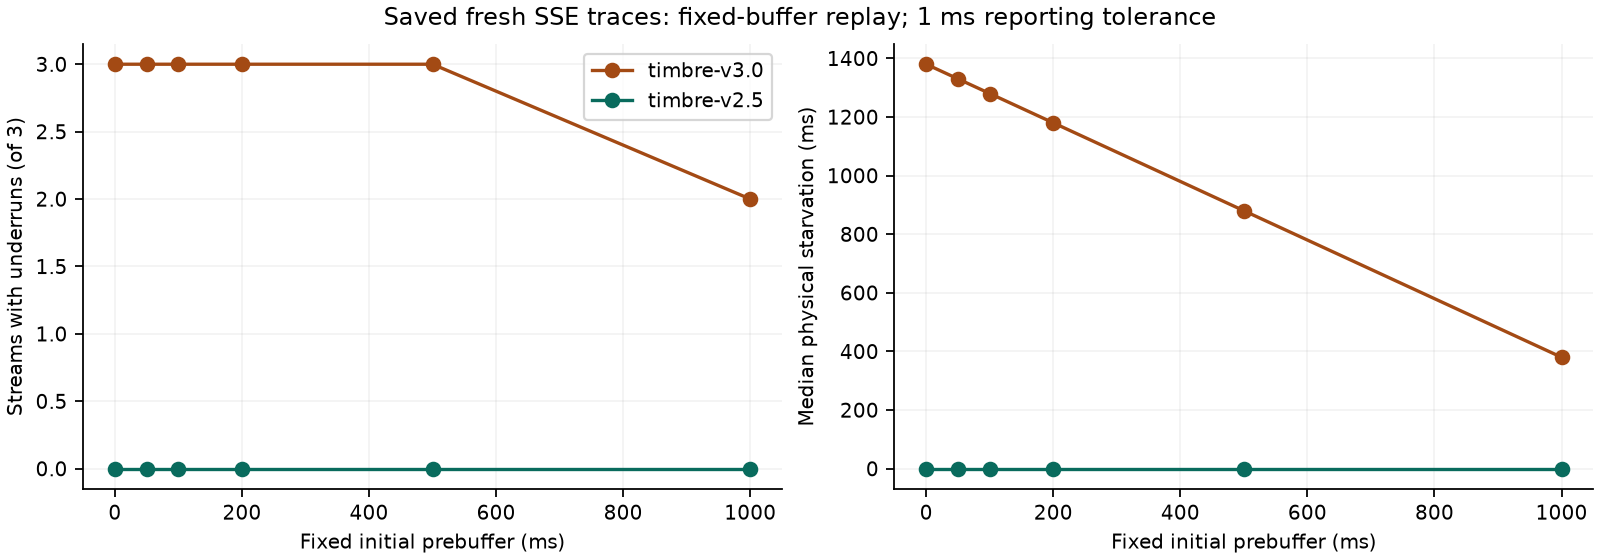 Saved fresh SSE traces: fixed-buffer replay; 1 ms reporting tolerance
Streams with underruns (of 3)
3.0
2.5
2.0
1.5
1.0
0.5
0.0
timbre-v3.0
timbre-v2.5
0 200 400 600 800 1000
Fixed initial prebuffer (ms)
Median physical starvation (ms)
1400
1200
1000
800
600
400
200
0
0 200 400 600 800 1000
Fixed initial prebuffer (ms)